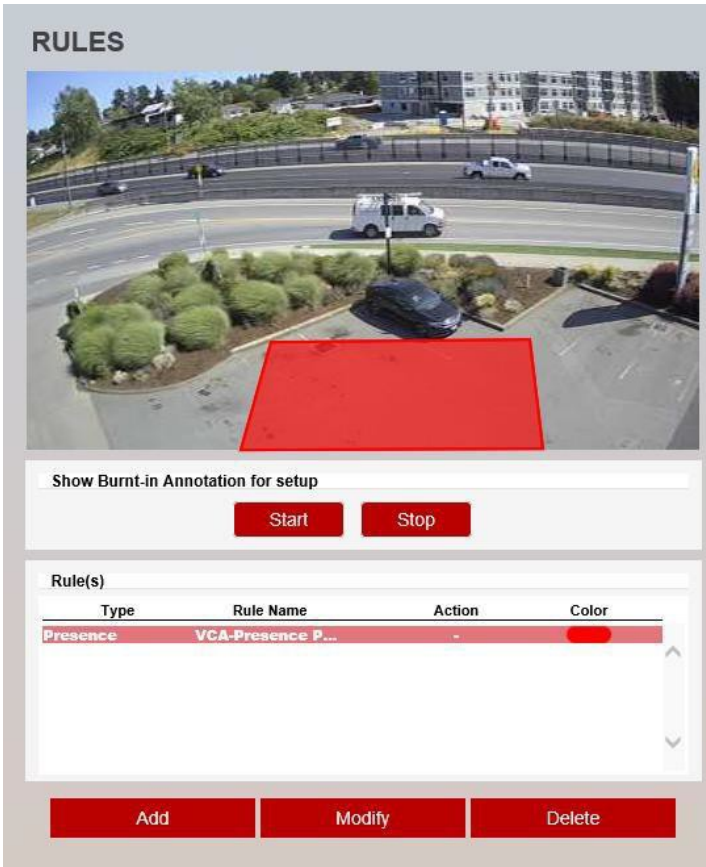 RULES
Show Burnt-in Annotation for setup
Start Stop
Rule(s)
Type Rule Name Action Color
Presence VCA-Presence P... -
Add Modify Delete